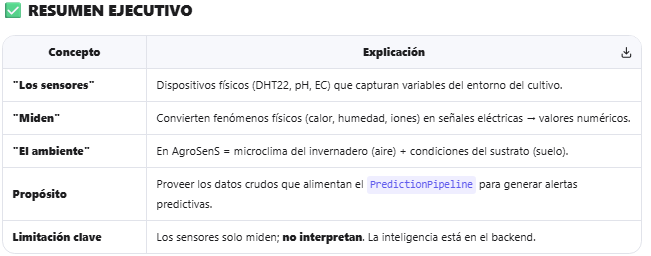 ✅ RESUMEN EJECUTIVO
Concepto Explicación
"Los sensores" Dispositivos físicos (DHT22, pH, EC) que capturan variables del entorno del cultivo.
"Miden" Convierten fenómenos físicos (calor, humedad, iones) en señales eléctricas → valores numéricos.
"El ambiente" En AgroSenS = microclima del invernadero (aire) + condiciones del sustrato (suelo).
Propósito Proveer los datos crudos que alimentan el PredictionPipeline para generar alertas
predictivas.
Limitación clave Los sensores solo miden; no interpretan. La inteligencia está en el backend.